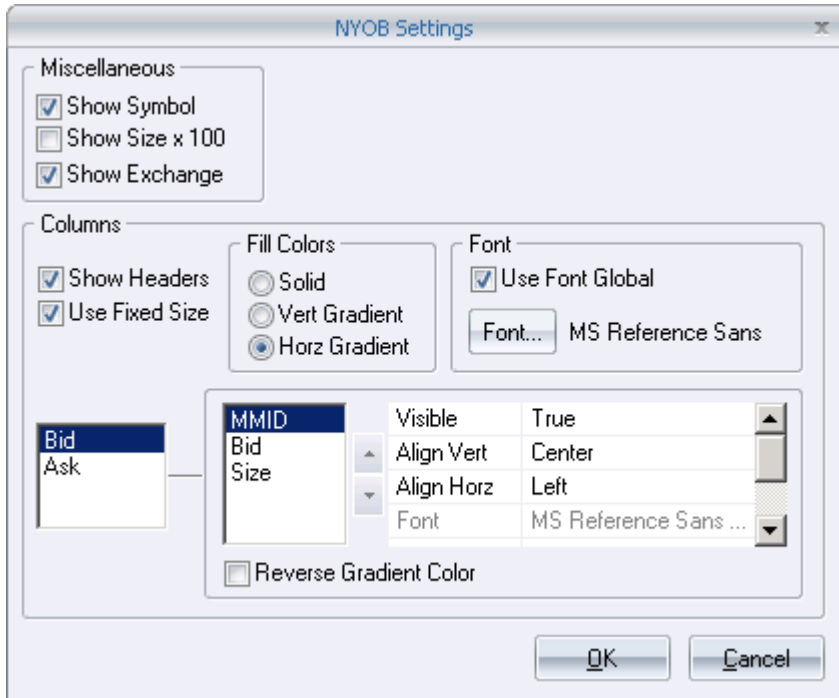 NYOB Settings
Miscellaneous
Show Symbol
Show Size x 100
Show Exchange
Columns
Show Headers
Use Fixed Size
Fill Colors
Solid
Vert Gradient
Horz Gradient
Font
Use Font Global
Font... MS Reference Sans
Bid
Ask
MMID
Bid
Size
Visible True
Align Vert Center
Align Horz Left
Font MS Reference Sans ...
Reverse Gradient Color
OK Cancel